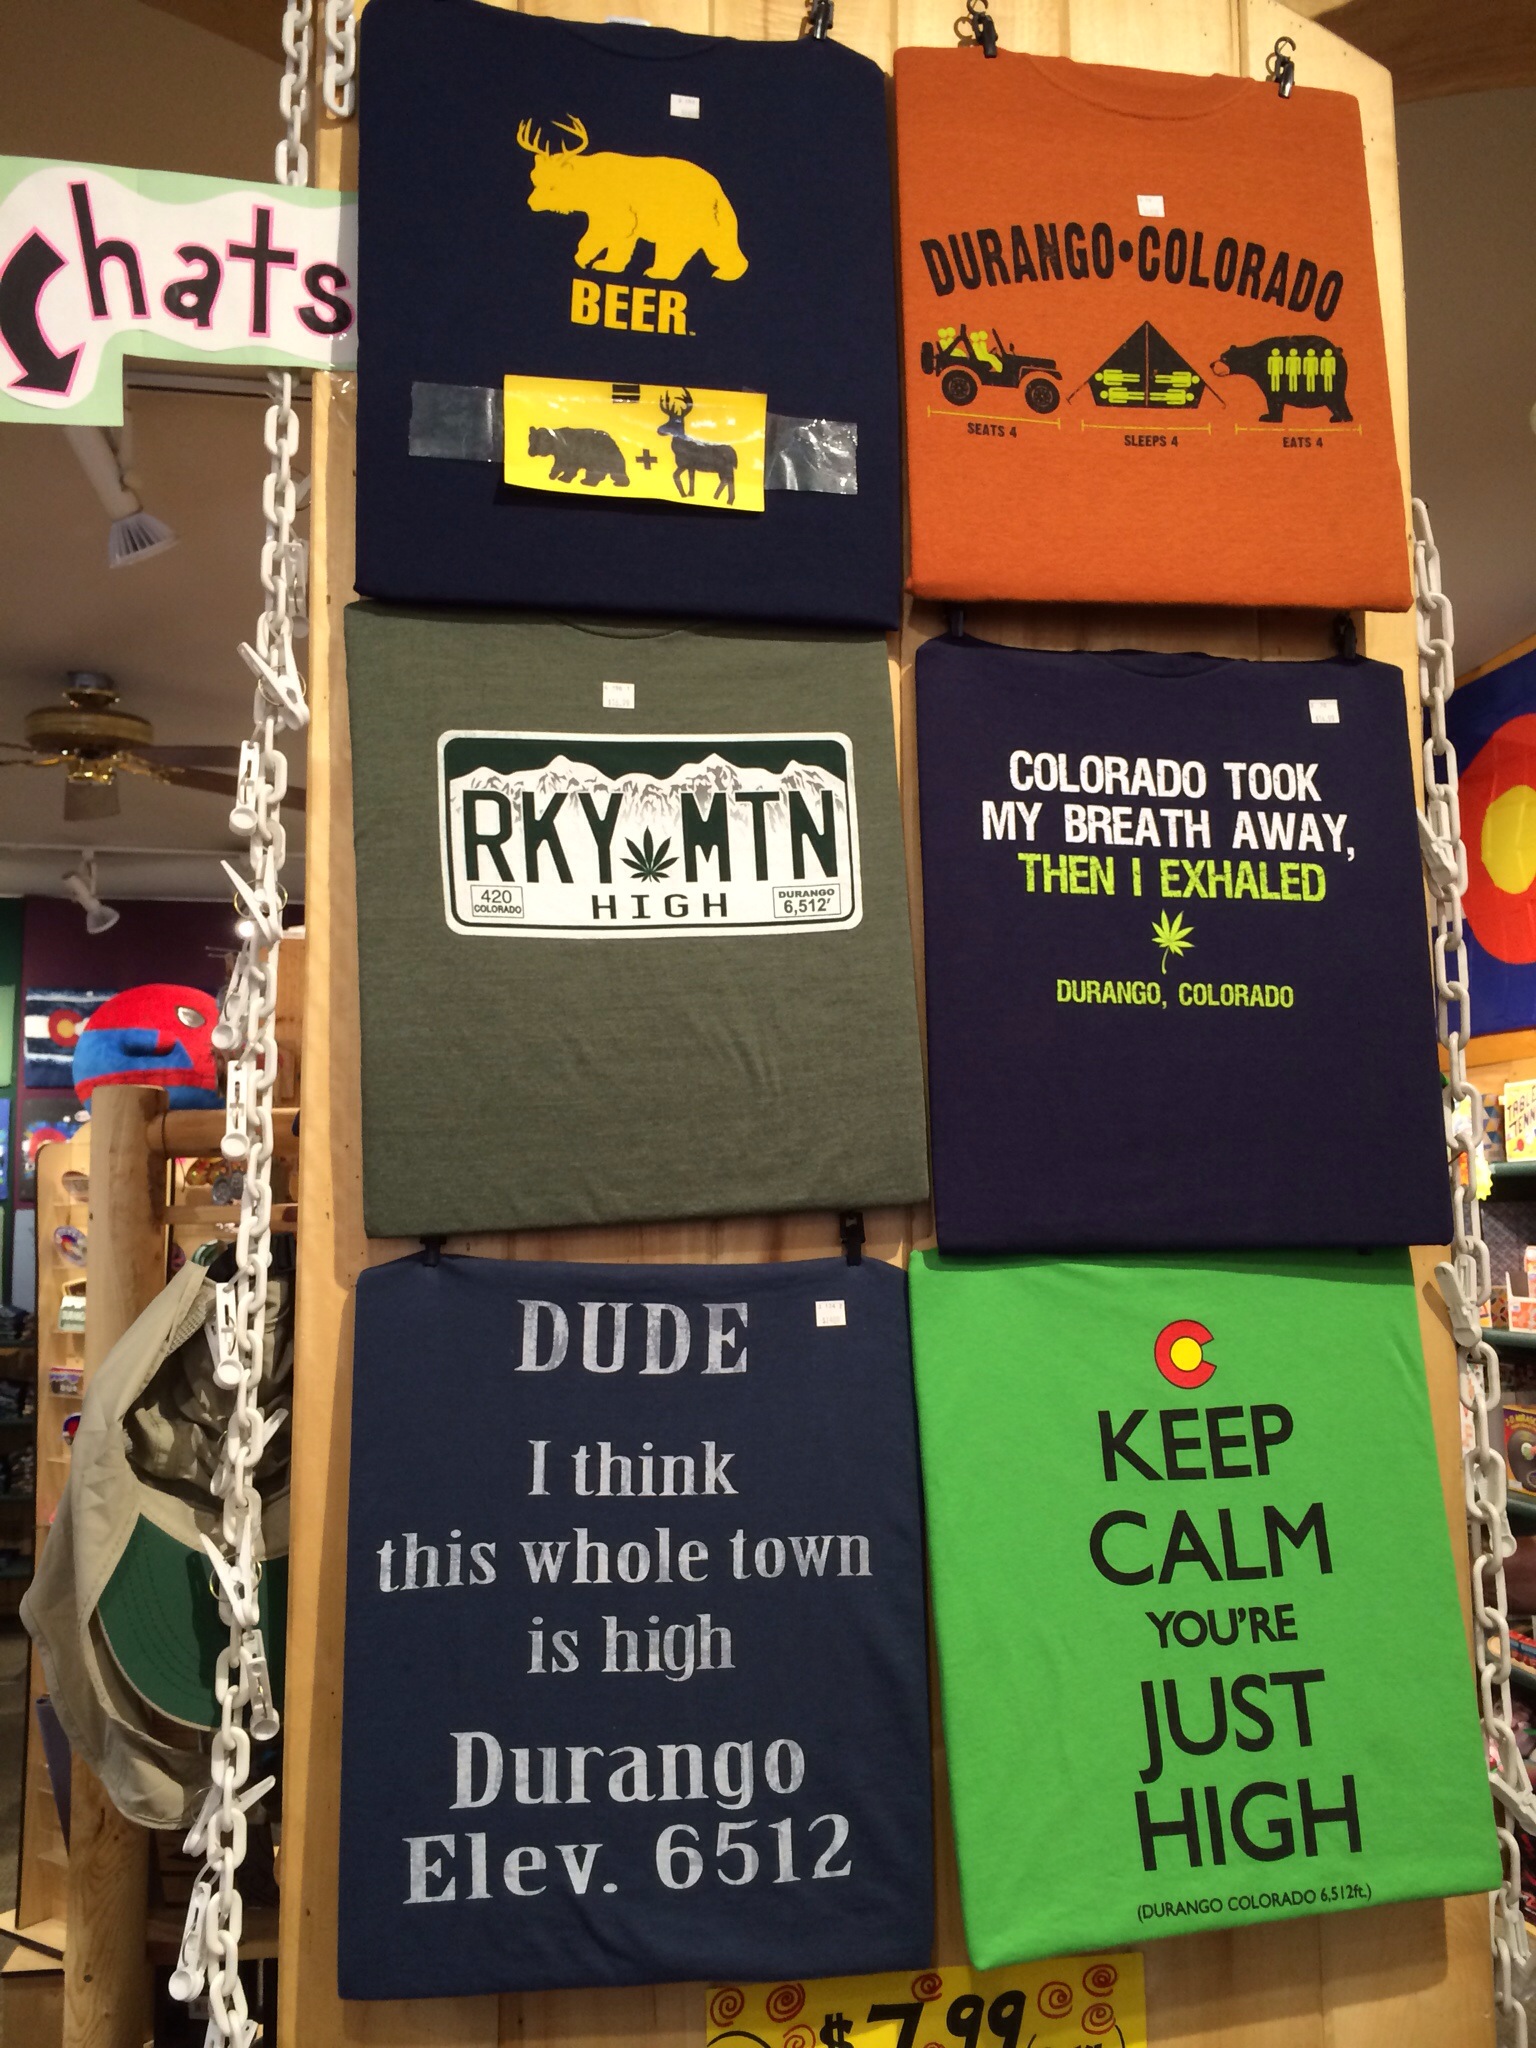 hats
BEER
=
+
DURANGO•COLORADO
SEATS 4
SLEEPS 4
EATS 4
RKY MTN
420
COLORADO
HIGH
DURANGO
6,512'
COLORADO TOOK
MY BREATH AWAY,
THEN I EXHALED
DURANGO, COLORADO
DUDE
I think
this whole town
is high
Durango
Elev. 6512
C
KEEP
CALM
YOU'RE
JUST
HIGH
(DURANGO COLORADO 6,512ft.)
$7.99